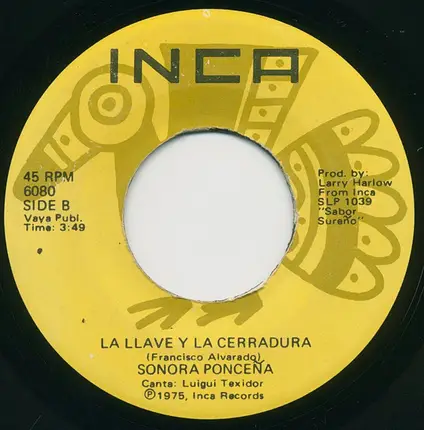 INCA
45 RPM
6080
SIDE B
Vaya Publ.
Time: 3:49
Prod. by:
Larry Harlow
From Inca
SLP 1039
"Sabor
Sureño"
LA LLAVE Y LA CERRADURA
(Francisco Alvarado)
SONORA PONCEÑA
Canta: Luigui Texidor
Ⓟ1975, Inca Records